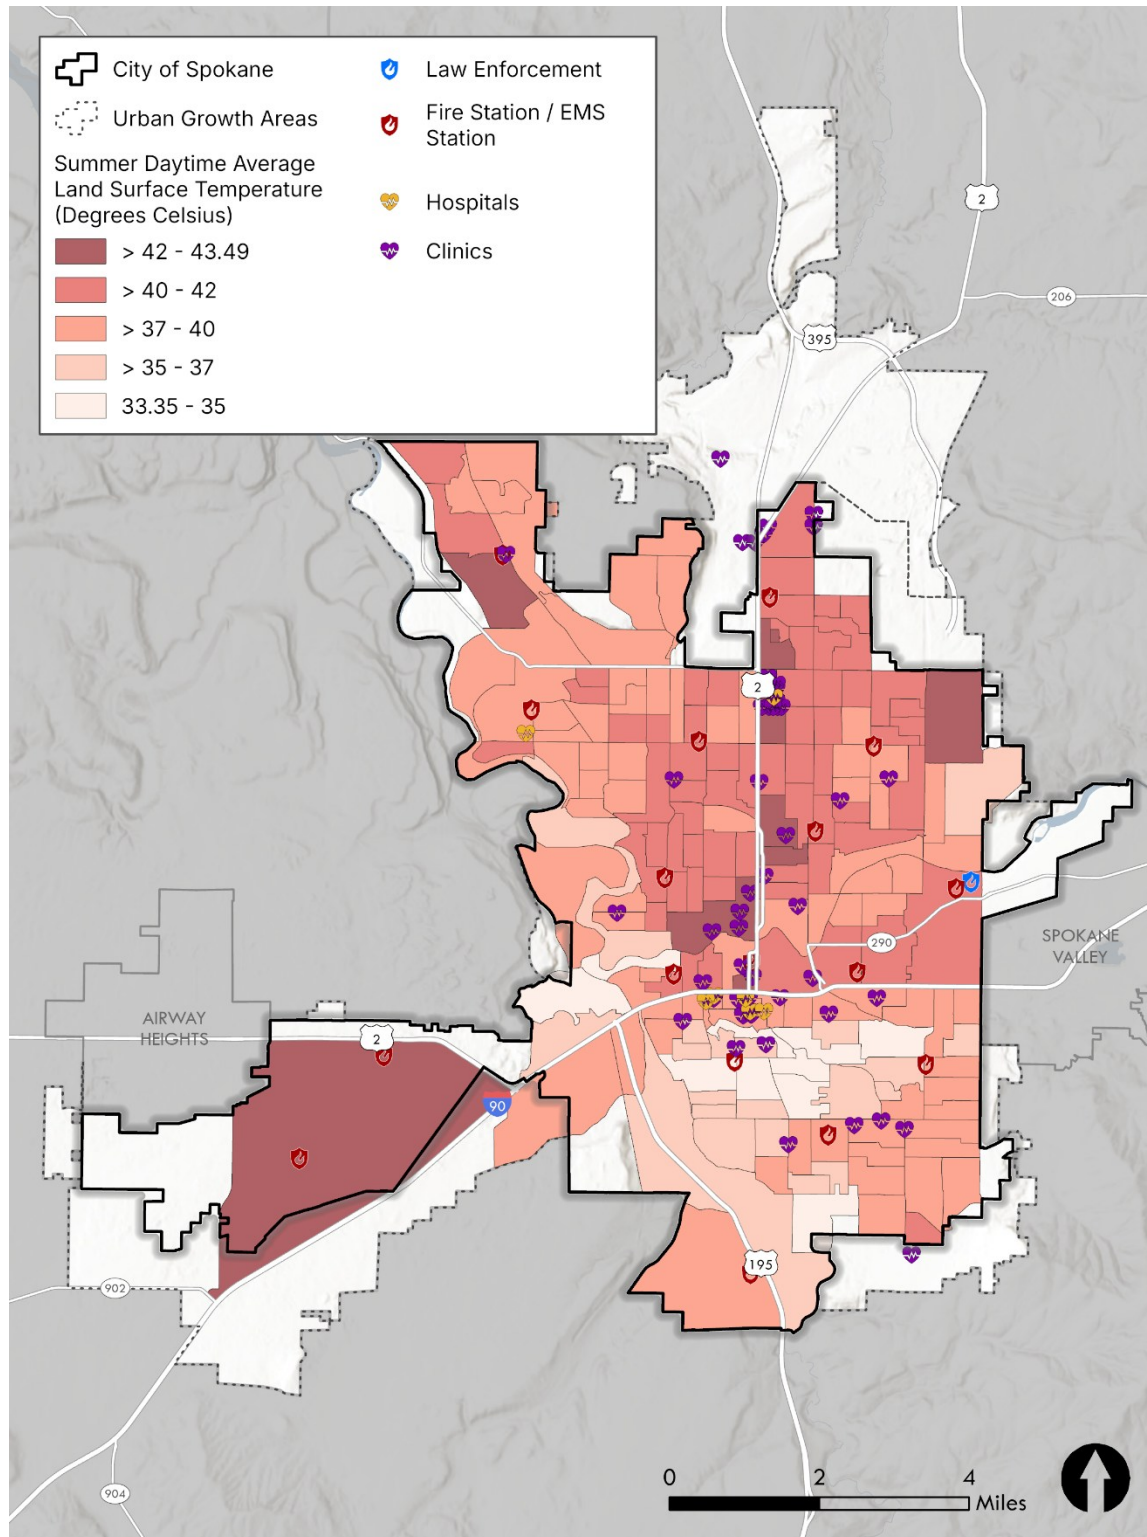 City of Spokane
Urban Growth Areas
Summer Daytime Average
Land Surface Temperature
(Degrees Celsius)
> 42 - 43.49
> 40 - 42
> 37 - 40
> 35 - 37
33.35 - 35
Law Enforcement
Fire Station / EMS
Station
Hospitals
Clinics
2
206
395
2
290
SPOKANE
VALLEY
AIRWAY
HEIGHTS
2
90
195
902
904
0 2 4
Miles